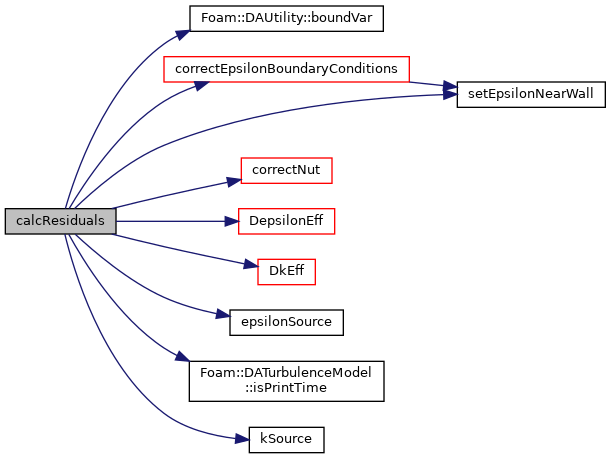 Foam::DAUtility::boundVar
correctEpsilonBoundaryConditions
setEpsilonNearWall
correctNut
calcResiduals
DepsilonEff
DkEff
epsilonSource
Foam::DATurbulenceModel
::isPrintTime
kSource